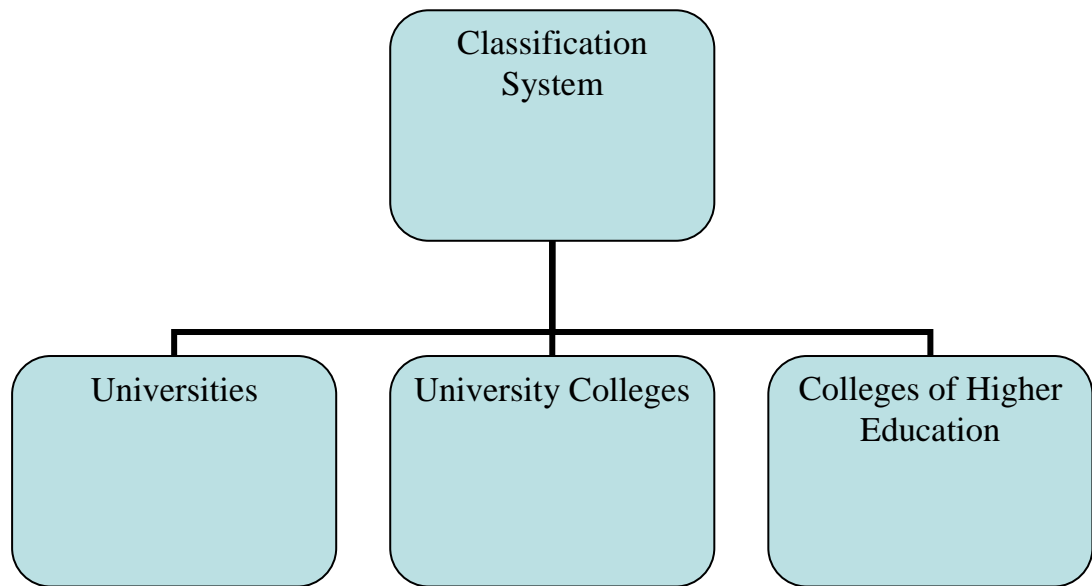 Classification
System
Universities
University Colleges
Colleges of Higher
Education